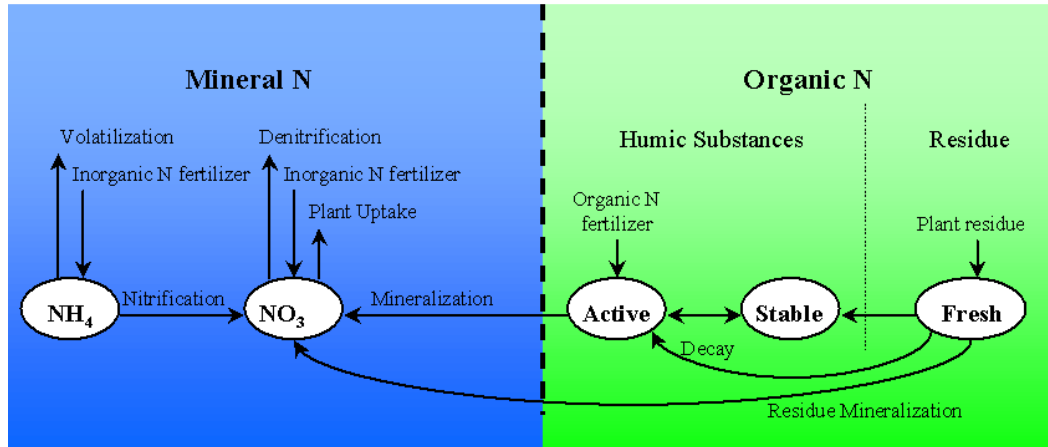 Mineral N
Organic N
Volatilization
Denitrification
Humic Substances
Residue
Inorganic N fertilizer
Inorganic N fertilizer
Plant Uptake
Organic N
fertilizer
Plant residue
NH4
Nitrification
NO3
Mineralization
Active
Stable
Fresh
Decay
Residue Mineralization